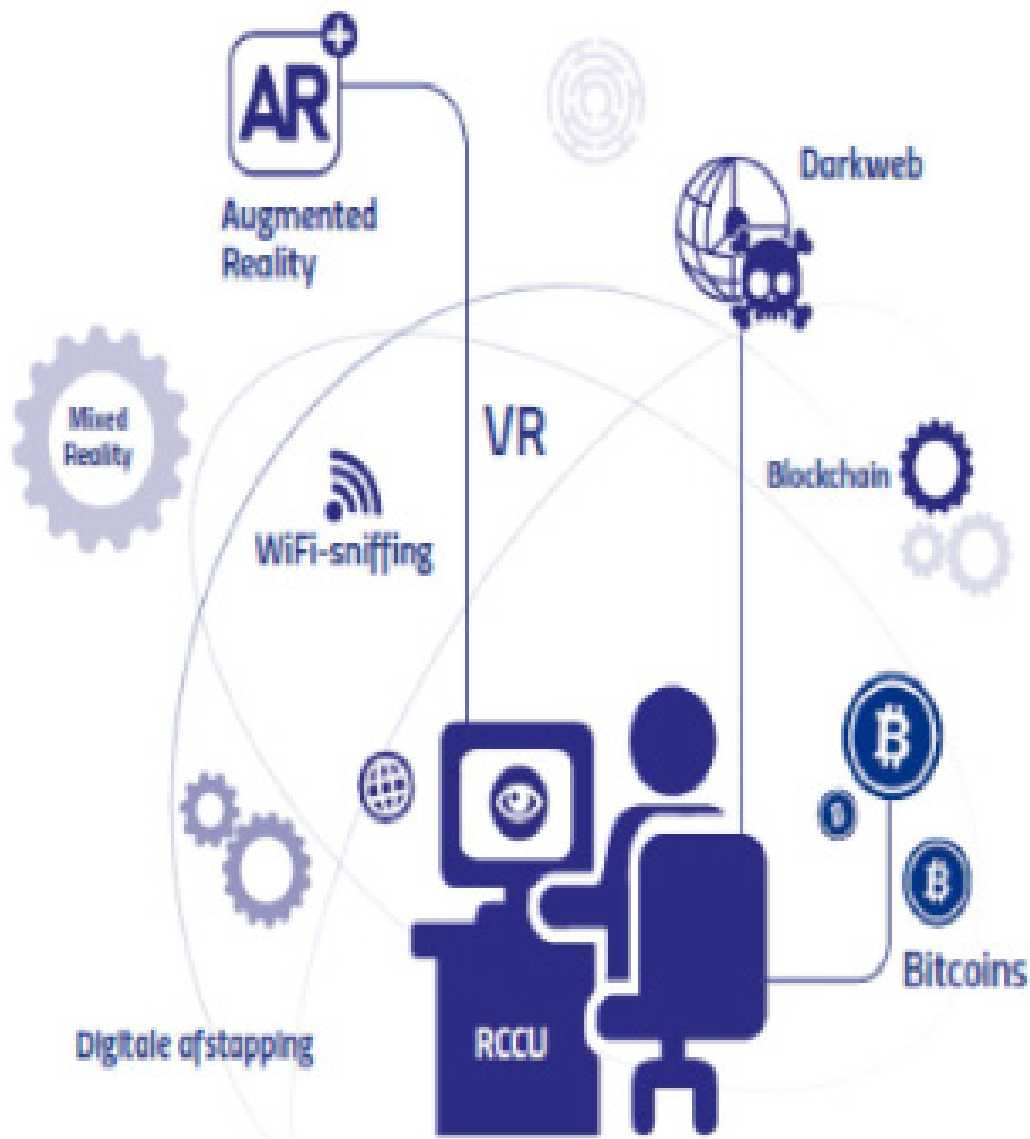 AR
Augmented
Reality
Darkweb
Mixed
Reality
VR
WiFi-sniffing
Blockchain
Bitcoins
Digitale afstapping
RCCU